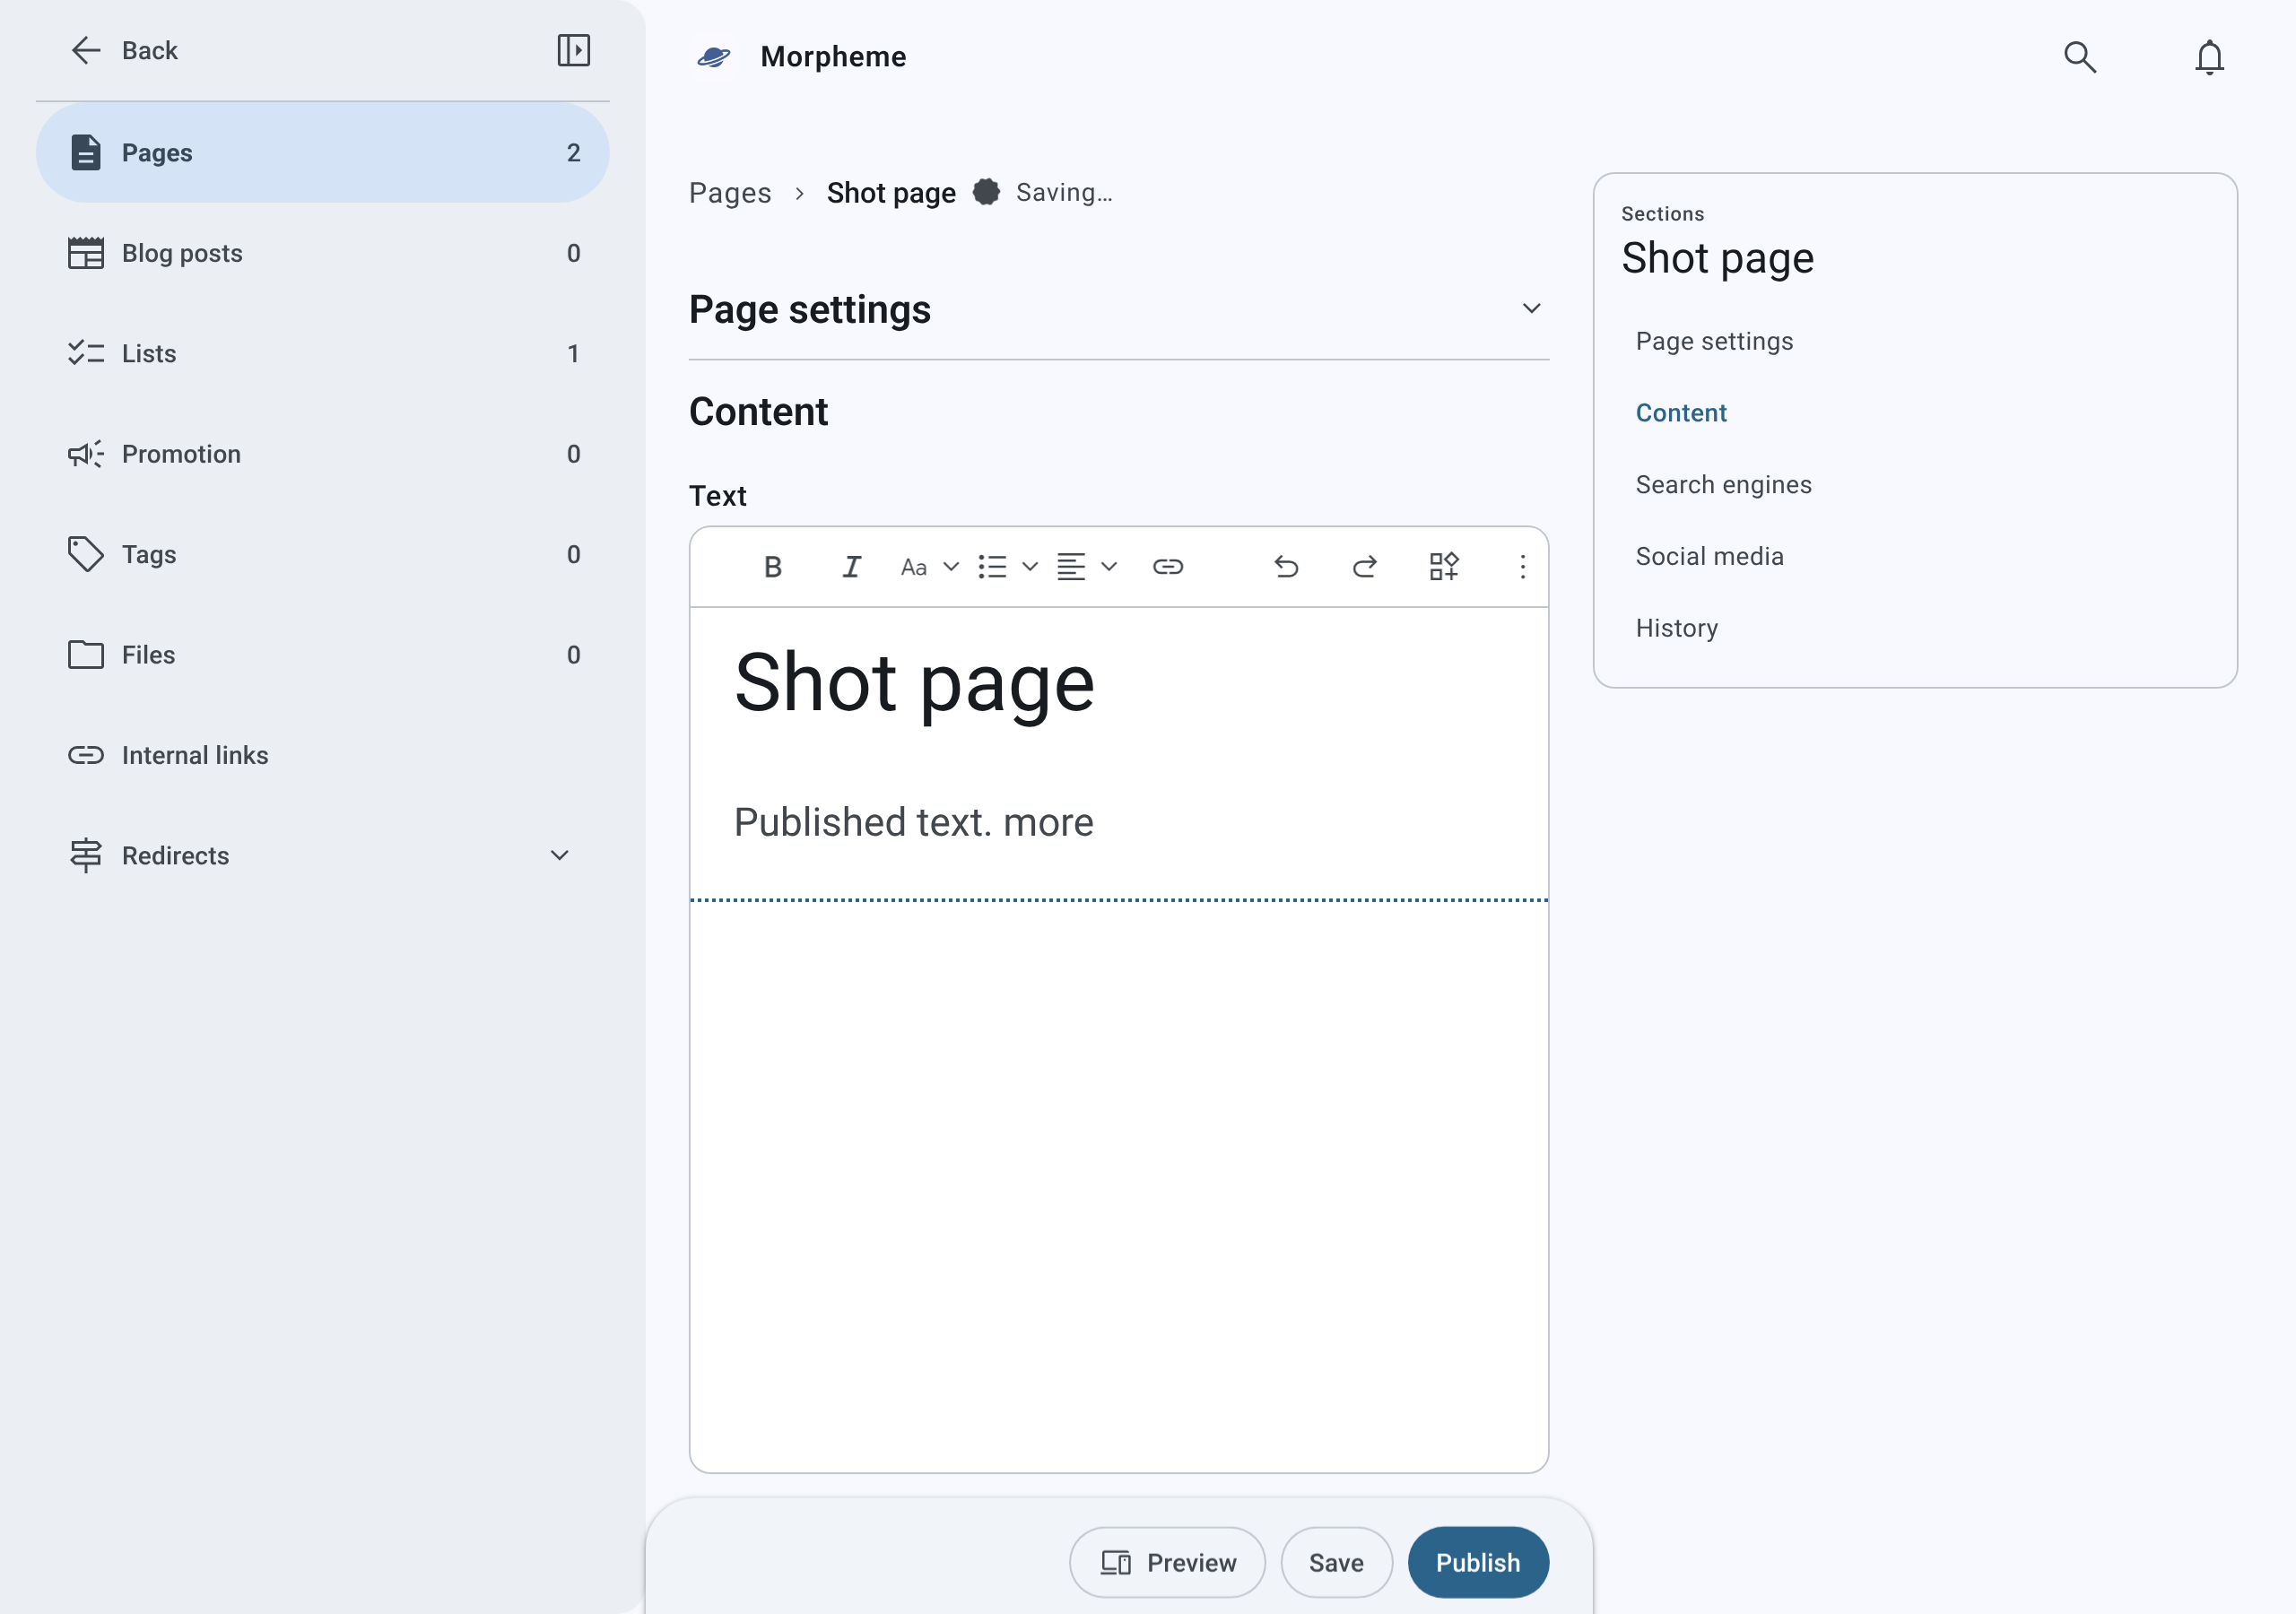 Back
Pages 2
Blog posts 0
Lists 1
Promotion 0
Tags 0
Files 0
Internal links
Redirects
Morpheme
Pages › Shot page Saving…
Page settings
Content
Text
B I Aa
Shot page
Published text. more
Preview Save Publish
Sections
Shot page
Page settings
Content
Search engines
Social media
History